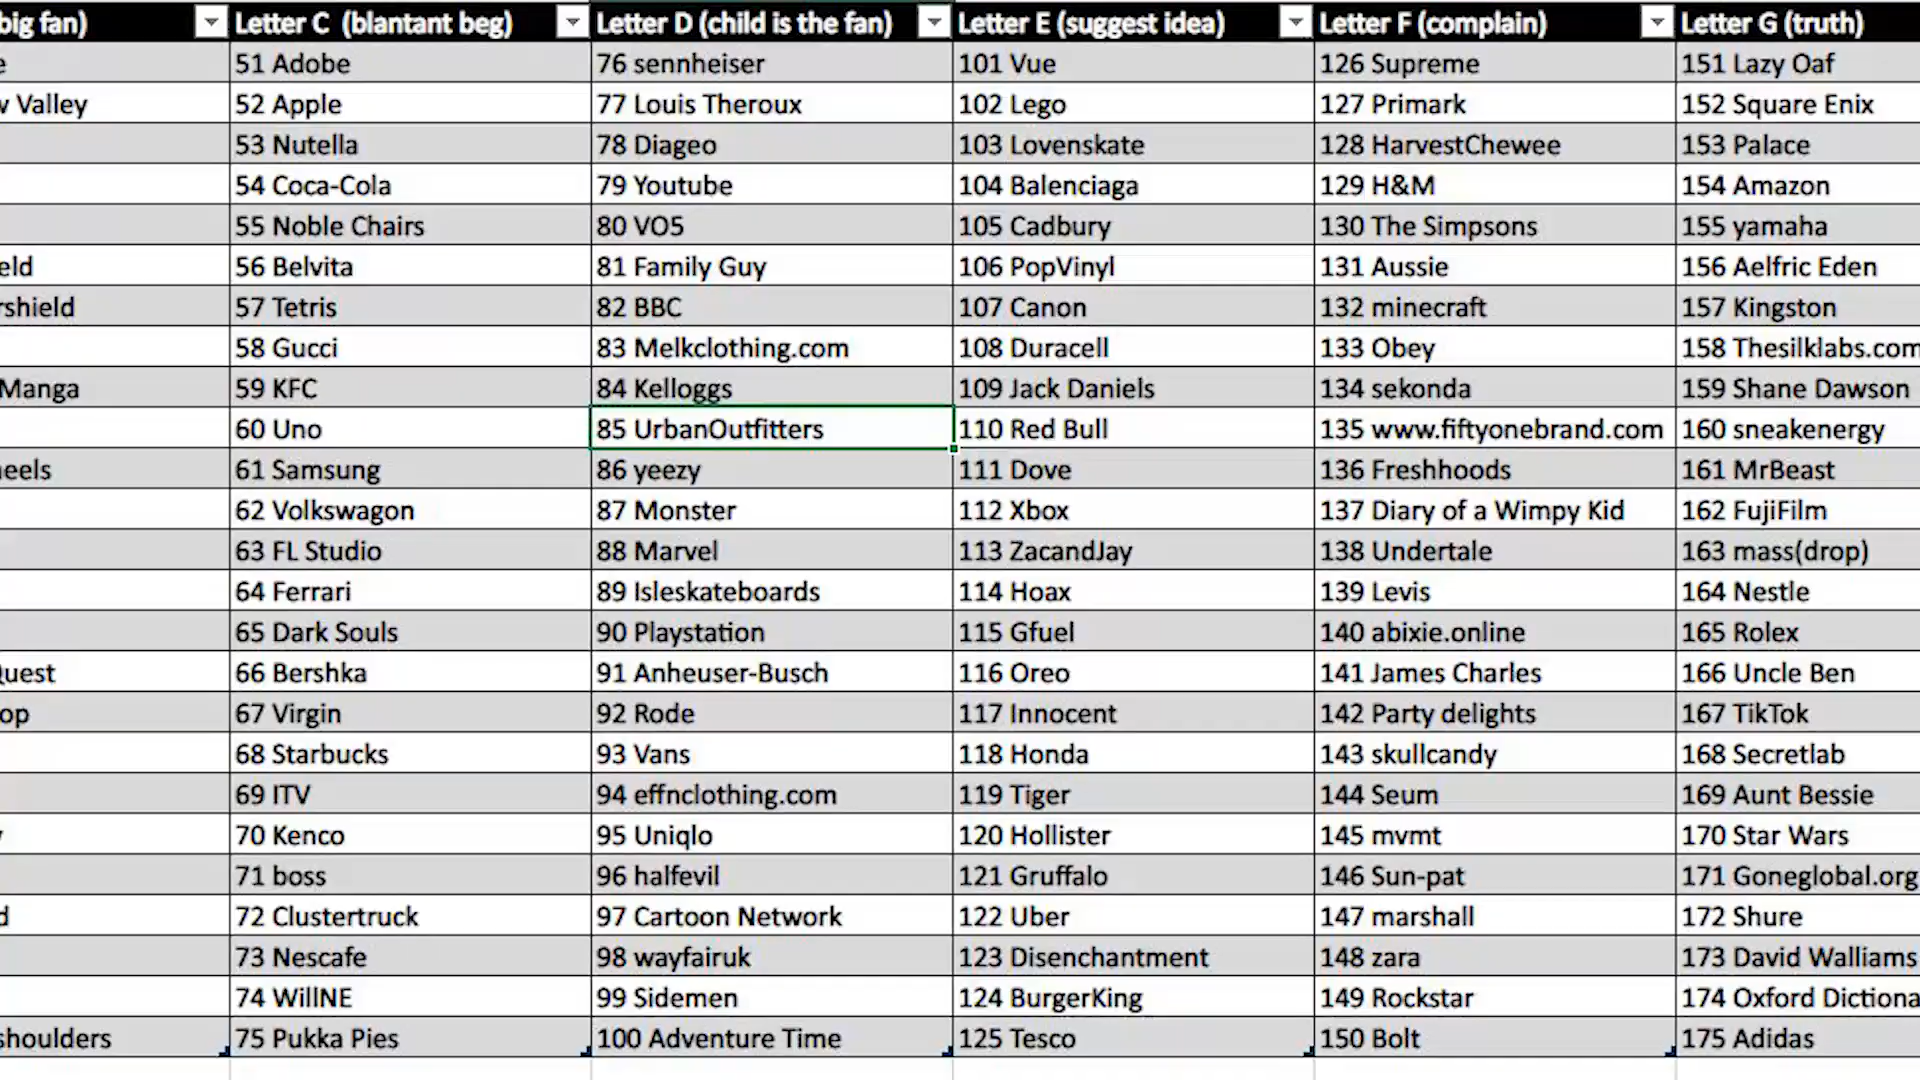 big fan) Letter C (blantant beg) Letter D (child is the fan) Letter E (suggest idea) Letter F (complain) Letter G (truth)
e 51 Adobe 76 sennheiser 101 Vue 126 Supreme 151 Lazy Oaf
w Valley 52 Apple 77 Louis Theroux 102 Lego 127 Primark 152 Square Enix
53 Nutella 78 Diageo 103 Lovenskate 128 HarvestChewee 153 Palace
54 Coca-Cola 79 Youtube 104 Balenciaga 129 H&M 154 Amazon
55 Noble Chairs 80 VO5 105 Cadbury 130 The Simpsons 155 yamaha
eld 56 Belvita 81 Family Guy 106 PopVinyl 131 Aussie 156 Aelfric Eden
rshield 57 Tetris 82 BBC 107 Canon 132 minecraft 157 Kingston
58 Gucci 83 Melkclothing.com 108 Duracell 133 Obey 158 Thesilklabs.com
Manga 59 KFC 84 Kelloggs 109 Jack Daniels 134 sekonda 159 Shane Dawson
60 Uno 85 UrbanOutfitters 110 Red Bull 135 www.fiftyonebrand.com 160 sneakenergy
eels 61 Samsung 86 yeezy 111 Dove 136 Freshhoods 161 MrBeast
62 Volkswagon 87 Monster 112 Xbox 137 Diary of a Wimpy Kid 162 FujiFilm
63 FL Studio 88 Marvel 113 ZacandJay 138 Undertale 163 mass(drop)
64 Ferrari 89 Isleskateboards 114 Hoax 139 Levis 164 Nestle
65 Dark Souls 90 Playstation 115 Gfuel 140 abixie.online 165 Rolex
Quest 66 Bershka 91 Anheuser-Busch 116 Oreo 141 James Charles 166 Uncle Ben
op 67 Virgin 92 Rode 117 Innocent 142 Party delights 167 TikTok
68 Starbucks 93 Vans 118 Honda 143 skullcandy 168 Secretlab
69 ITV 94 effnclothing.com 119 Tiger 144 Seum 169 Aunt Bessie
70 Kenco 95 Uniqlo 120 Hollister 145 mvmt 170 Star Wars
71 boss 96 halfevil 121 Gruffalo 146 Sun-pat 171 Goneglobal.org
d 72 Clustertruck 97 Cartoon Network 122 Uber 147 marshall 172 Shure
73 Nescafe 98 wayfairuk 123 Disenchantment 148 zara 173 David Walliams
74 WillNE 99 Sidemen 124 BurgerKing 149 Rockstar 174 Oxford Dictiona
shoulders 75 Pukka Pies 100 Adventure Time 125 Tesco 150 Bolt 175 Adidas